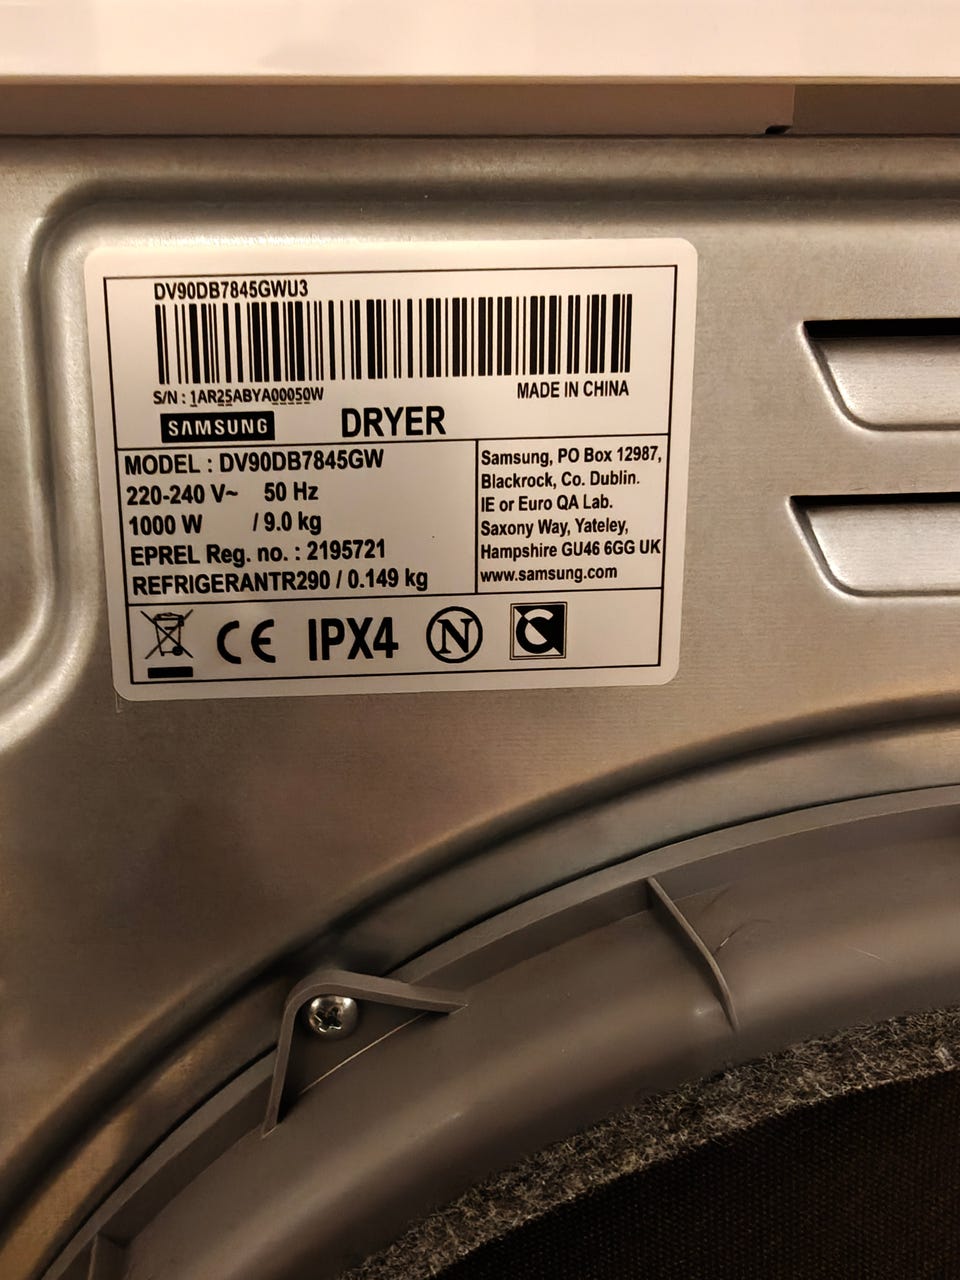 DV90DB7845GWU3
S/N : 1AR25ABYA00050W
MADE IN CHINA
SAMSUNG
DRYER
MODEL : DV90DB7845GW
220-240 V~ 50 Hz
1000 W / 9.0 kg
EPREL Reg. no. : 2195721
REFRIGERANTR290 / 0.149 kg
Samsung, PO Box 12987,
Blackrock, Co. Dublin.
IE or Euro QA Lab.
Saxony Way, Yateley,
Hampshire GU46 6GG UK
www.samsung.com
CE IPX4 N